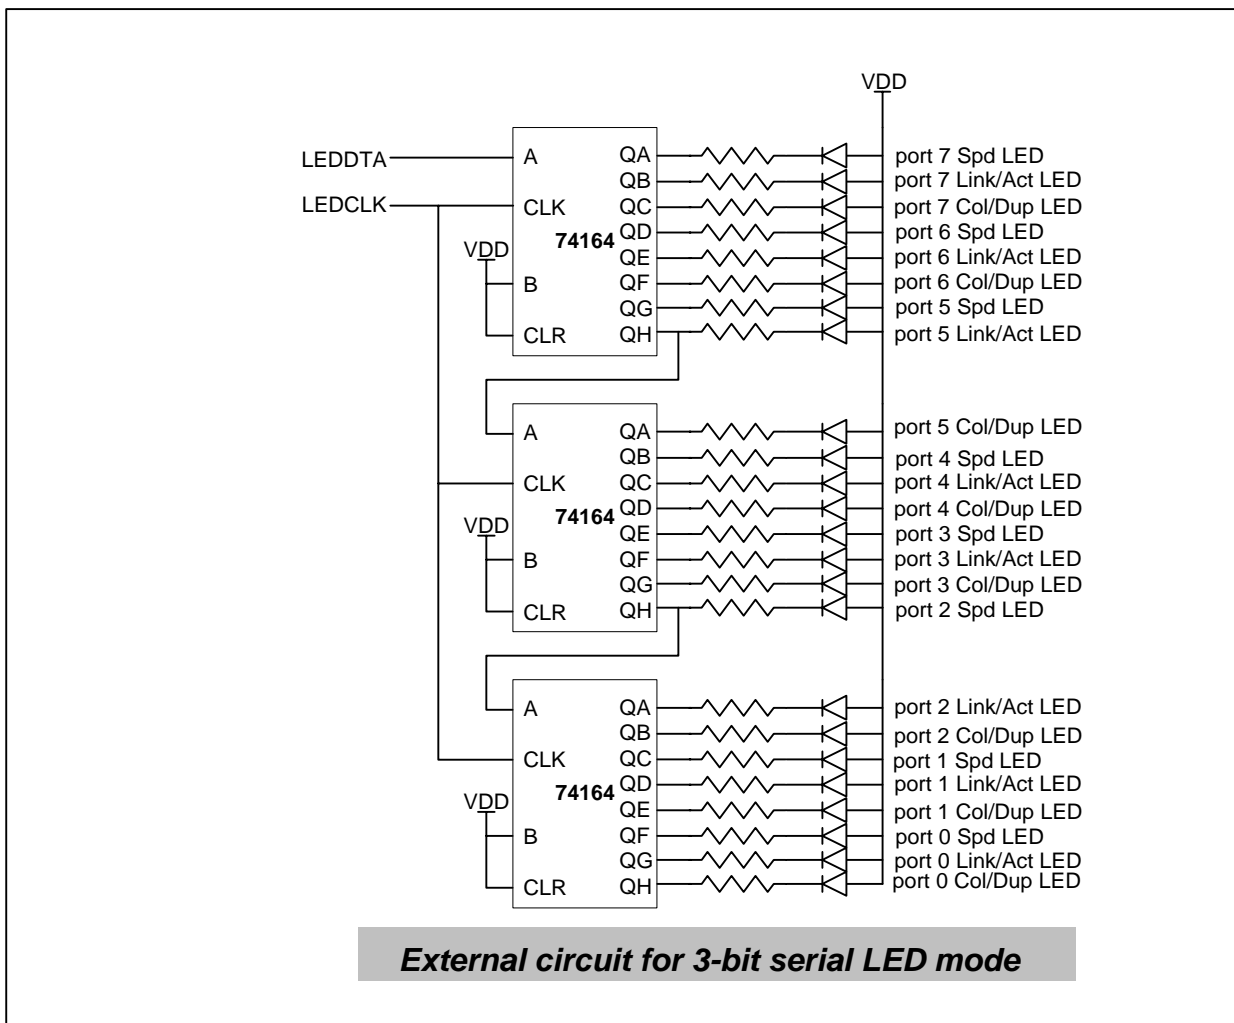 VDD
LEDDTA
A
QA
port 7 Spd LED
QB
port 7 Link/Act LED
LEDCLK
CLK
QC
port 7 Col/Dup LED
74164
QD
port 6 Spd LED
VDD
QE
port 6 Link/Act LED
B
QF
port 6 Col/Dup LED
QG
port 5 Spd LED
CLR
QH
port 5 Link/Act LED
A
QA
port 5 Col/Dup LED
QB
port 4 Spd LED
CLK
QC
port 4 Link/Act LED
74164
QD
port 4 Col/Dup LED
VDD
QE
port 3 Spd LED
B
QF
port 3 Link/Act LED
QG
port 3 Col/Dup LED
CLR
QH
port 2 Spd LED
A
QA
port 2 Link/Act LED
QB
port 2 Col/Dup LED
CLK
QC
port 1 Spd LED
74164
QD
port 1 Link/Act LED
VDD
QE
port 1 Col/Dup LED
B
QF
port 0 Spd LED
QG
port 0 Link/Act LED
CLR
QH
port 0 Col/Dup LED
External circuit for 3-bit serial LED mode